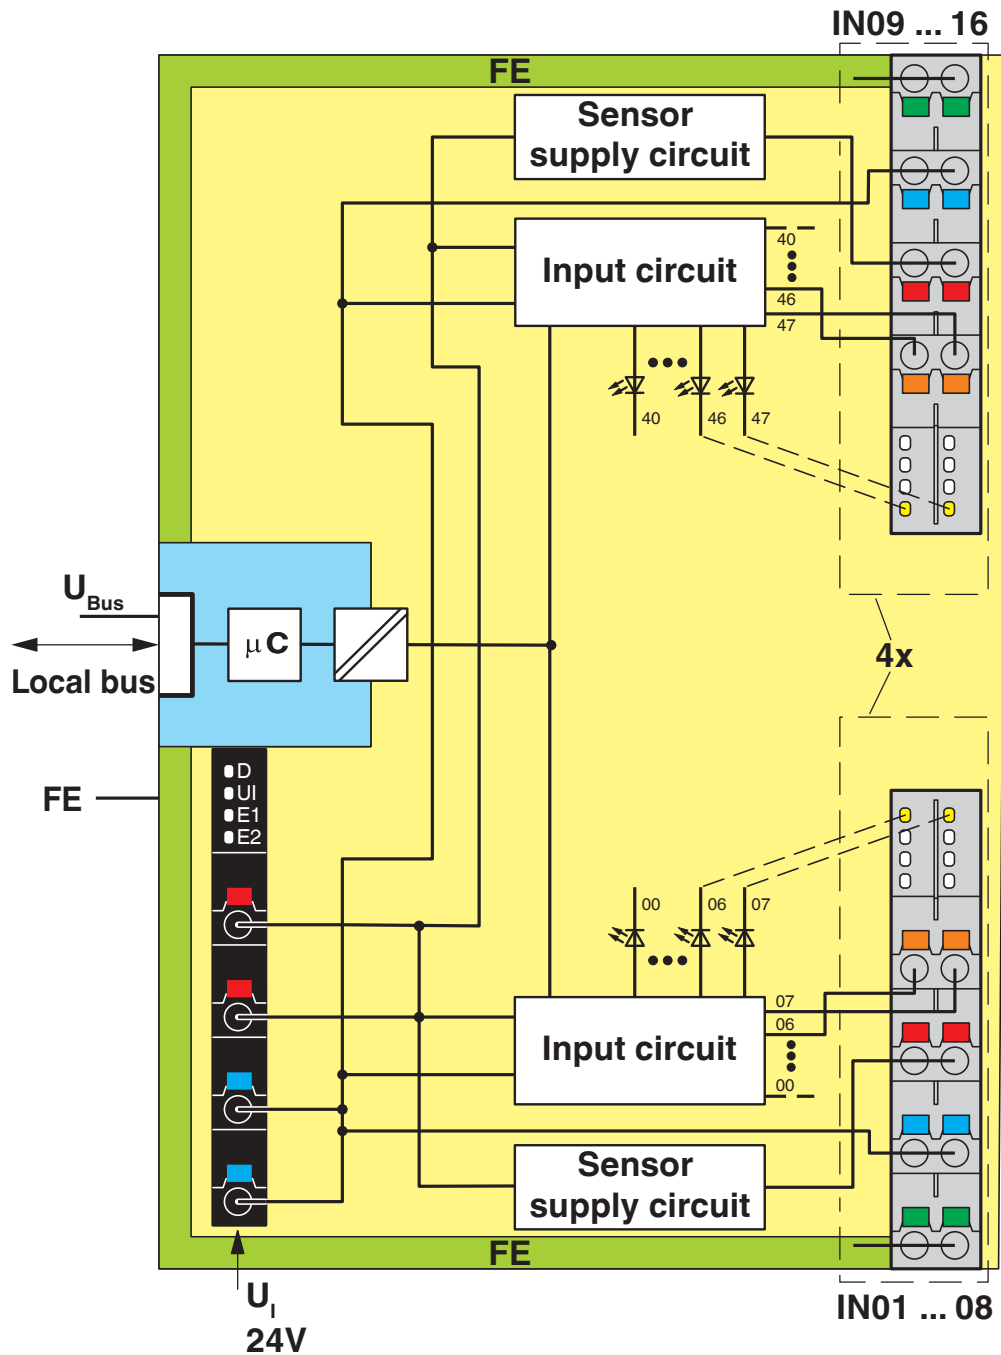 IN09 ... 16
FE
Sensor
supply circuit
Input circuit
40
46
47
40
46
47
U Bus
µC
Local bus
4x
D
UI
E1
E2
FE
00
06
07
Input circuit
07
06
00
Sensor
supply circuit
FE
U I
24V
IN01 ... 08